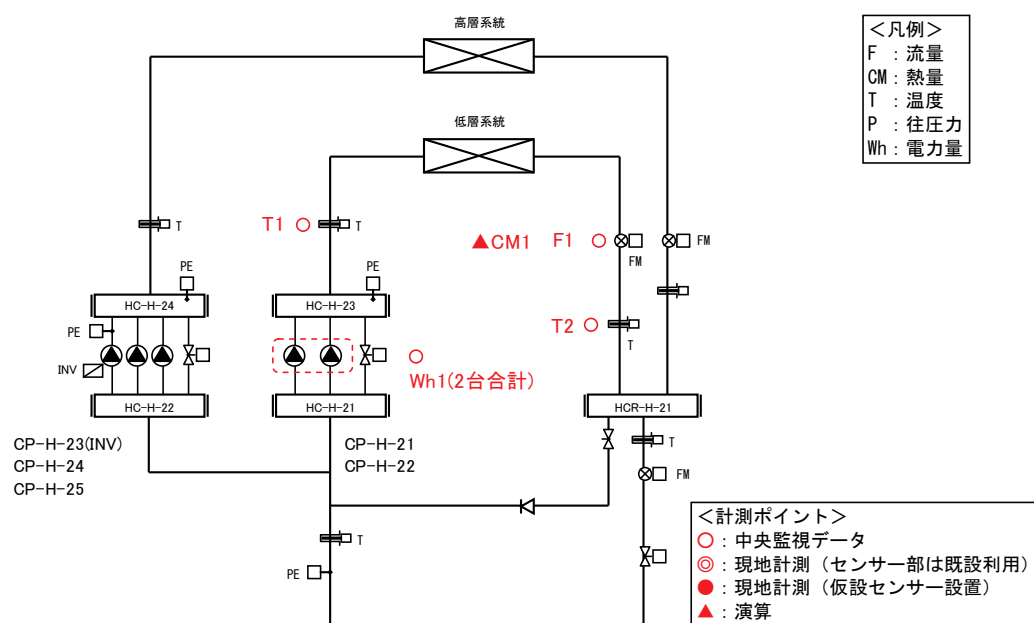 高層系統
<凡例>
F : 流量
CM : 熱量
T : 温度
P : 往圧力
Wh : 電力量
低層系統
T
T1
T
CM1
F1
FM
FM
PE
PE
HC-H-24
HC-H-23
PE
T2
T
INV
Wh1(2台合計)
HC-H-22
HC-H-21
HCR-H-21
CP-H-23(INV)
CP-H-24
CP-H-25
CP-H-21
CP-H-22
T
FM
T
PE
<計測ポイント>
○ : 中央監視データ
◎ : 現地計測 (センサー部は既設利用)
● : 現地計測 (仮設センサー設置)
▲ : 演算